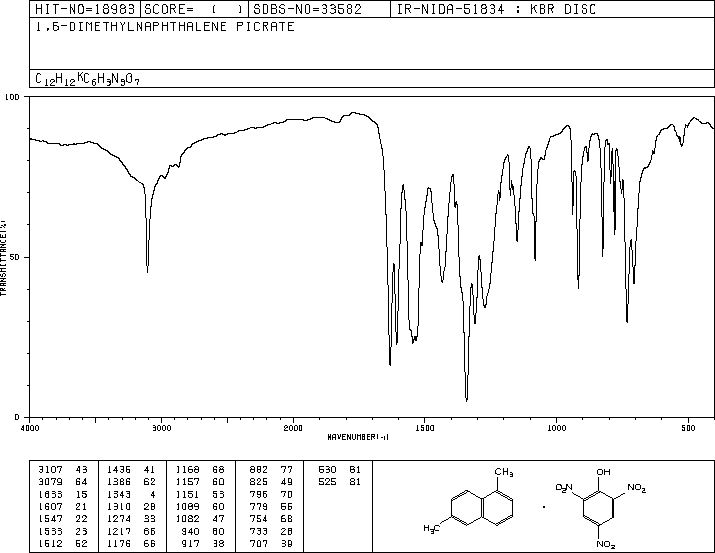 HIT-NO=18983 SCORE= ( ) SDBS-NO=33582 IR-NIDA-51834 : KBR DISC
1,6-DIMETHYLNAPHTHALENE PICRATE
C12H12KC6H3N3O7
100
50
0
TRANSMITTANCE(%)
4000 3000 2000 1500 1000 500
WAVENUMBER(-1)
3107 43 1436 41 1168 68 882 77 530 81
3079 64 1386 62 1157 60 825 49 525 81
1633 15 1343 4 1151 53 796 70
1607 21 1310 28 1089 60 779 55
1547 22 1274 33 1082 47 754 68
1533 23 1217 66 940 60 733 28
1512 52 1176 66 917 38 707 39
CH3
H3C
OH
O2N NO2
NO2